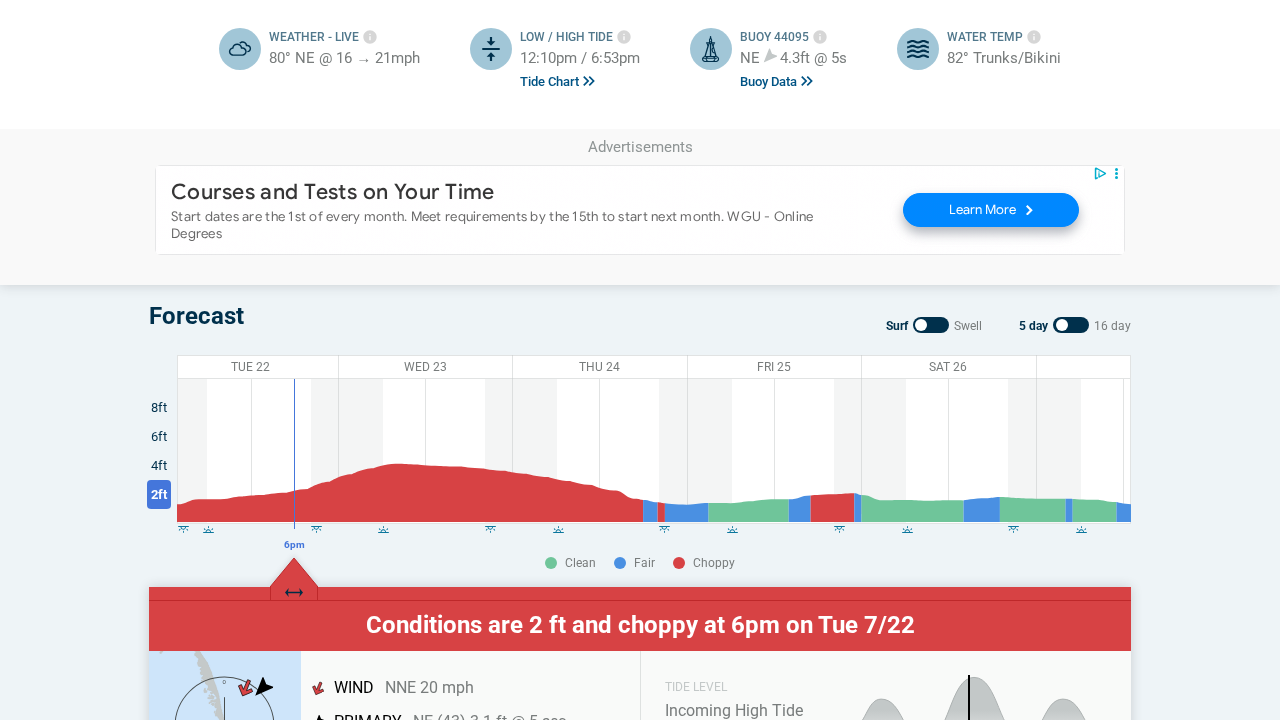 WEATHER - LIVE
80° NE @ 16 → 21mph
LOW / HIGH TIDE
12:10pm / 6:53pm
Tide Chart
BUOY 44095
NE 4.3ft @ 5s
Buoy Data
WATER TEMP
82° Trunks/Bikini
Advertisements
Courses and Tests on Your Time
Start dates are the 1st of every month. Meet requirements by the 15th to start next month. WGU - Online
Degrees
Learn More
Forecast
Surf Swell
5 day 16 day
TUE 22 WED 23 THU 24 FRI 25 SAT 26
8ft
6ft
4ft
2ft
6pm
Clean Fair Choppy
Conditions are 2 ft and choppy at 6pm on Tue 7/22
WIND NNE 20 mph
PRIMARY NE (43) 3.1 ft @ 5 secs
TIDE LEVEL
Incoming High Tide